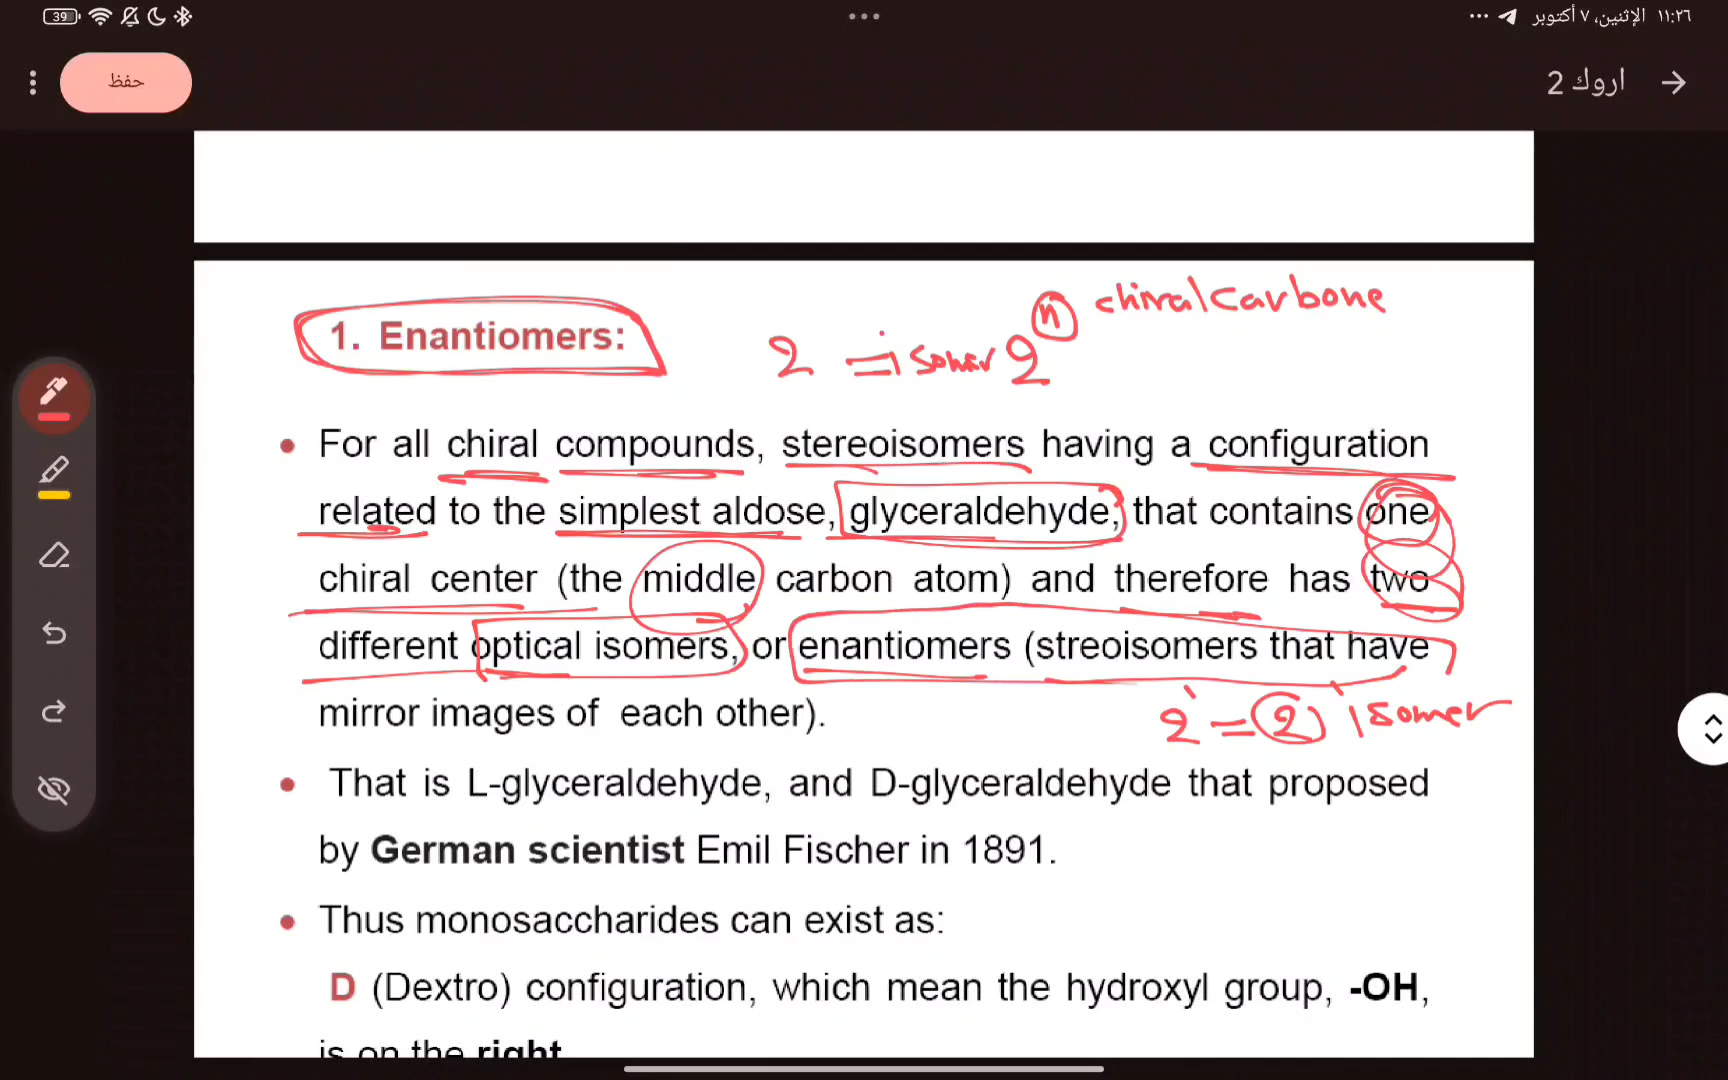 39
١١:٢٦ الإثنين، ٧ أكتوبر
حفظ
اروك 2
1. Enantiomers:
2 = isomer 2ⁿ chiral carbone
For all chiral compounds, stereoisomers having a configuration
related to the simplest aldose, glyceraldehyde, that contains one
chiral center (the middle carbon atom) and therefore has two
different optical isomers, or enantiomers (streoisomers that have
mirror images of each other).
2¹ = 2 isomer
That is L-glyceraldehyde, and D-glyceraldehyde that proposed
by German scientist Emil Fischer in 1891.
Thus monosaccharides can exist as:
D (Dextro) configuration, which mean the hydroxyl group, -OH,
is on the right